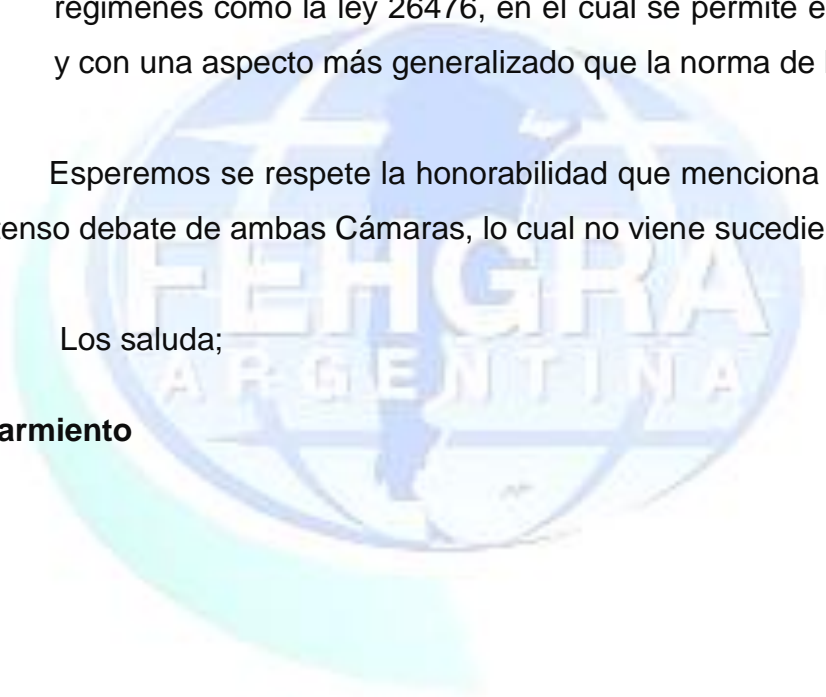 regímenes como la ley 26476, en el cual se permite e
y con una aspecto más generalizado que la norma de
Esperemos se respete la honorabilidad que menciona
tenso debate de ambas Cámaras, lo cual no viene sucedie
FEHGRA
Los saluda;
ARGENTINA
armiento